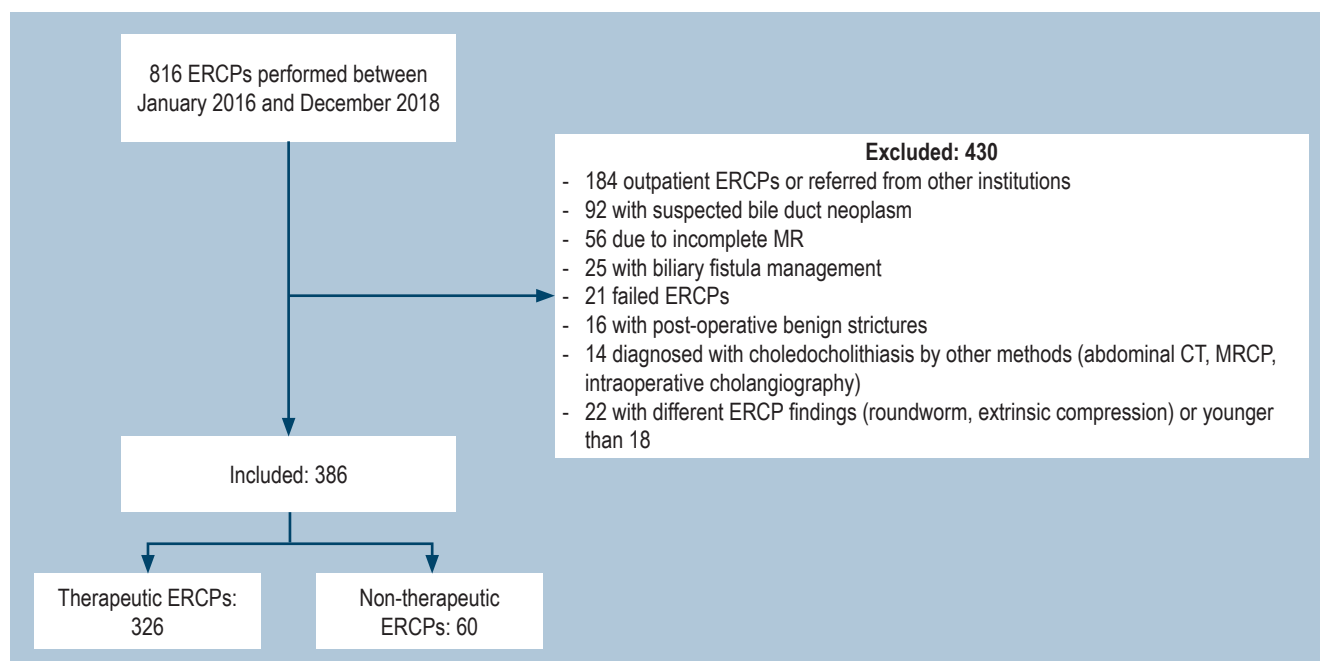 816 ERCPs performed between
January 2016 and December 2018
Excluded: 430
- 184 outpatient ERCPs or referred from other institutions
- 92 with suspected bile duct neoplasm
- 56 due to incomplete MR
- 25 with biliary fistula management
- 21 failed ERCPs
- 16 with post-operative benign strictures
- 14 diagnosed with choledocholithiasis by other methods (abdominal CT, MRCP,
intraoperative cholangiography)
- 22 with different ERCP findings (roundworm, extrinsic compression) or younger
than 18
Included: 386
Therapeutic ERCPs:
326
Non-therapeutic
ERCPs: 60